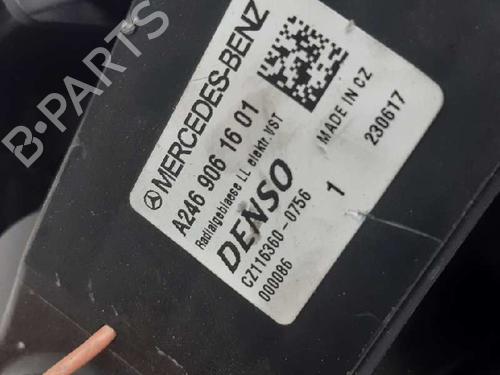 B-PARTS
MERCEDES-BENZ
A246 906 16 01
Radialgeblaese LL elektr. VST
DENSO
CZ116360-0756 1
000086
MADE IN CZ
230617